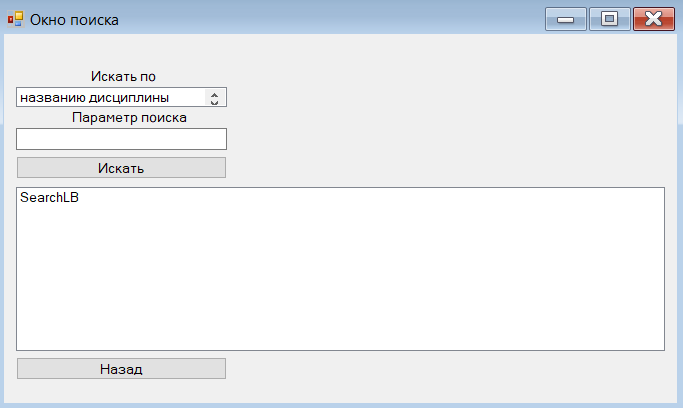 Окно поиска
Искать по
названию дисциплины
Параметр поиска
Искать
SearchLB
Назад